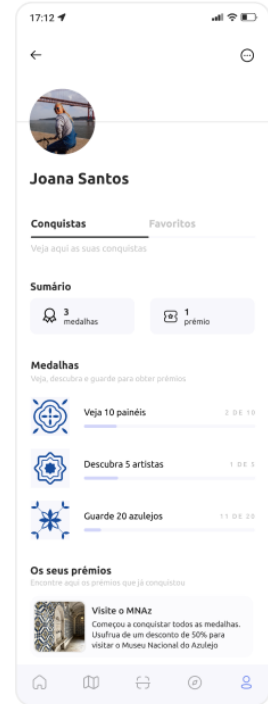 17:12
Joana Santos
Conquistas
Favoritos
Veja aqui as suas conquistas
Sumário
3
medalhas
1
prémio
Medalhas
Veja, descubra e guarde para obter prémios
Veja 10 painéis
2 DE 10
Descubra 5 artistas
1 DE 5
Guarde 20 azulejos
11 DE 20
Os seus prémios
Encontre aqui os prémios que já conquistou
Visite o MNAz
Começou a conquistar todos as medalhas.
Usufrua de um desconto de 50% para
visitar o Museu Nacional do Azulejo